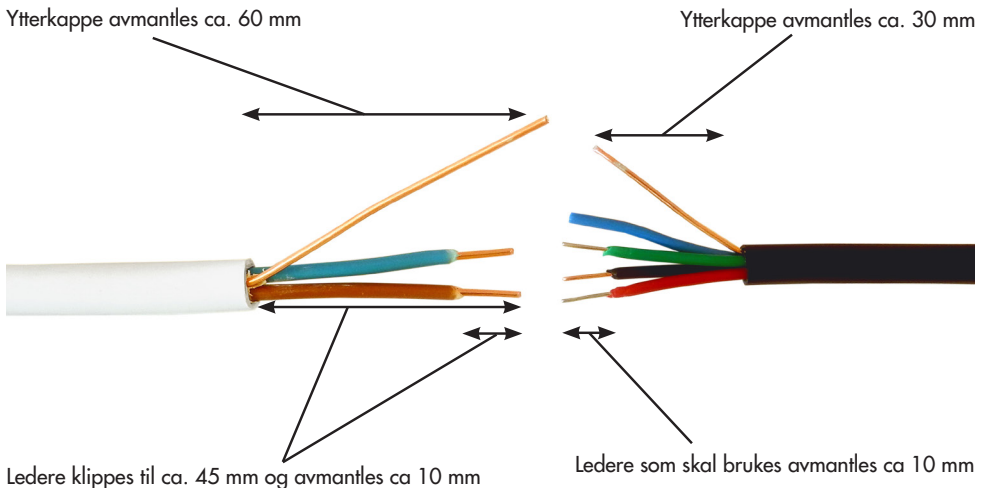 Ytterkappe avmantles ca. 60 mm
Ytterkappe avmantles ca. 30 mm
Ledere klippes til ca. 45 mm og avmantles ca 10 mm
Ledere som skal brukes avmantles ca 10 mm